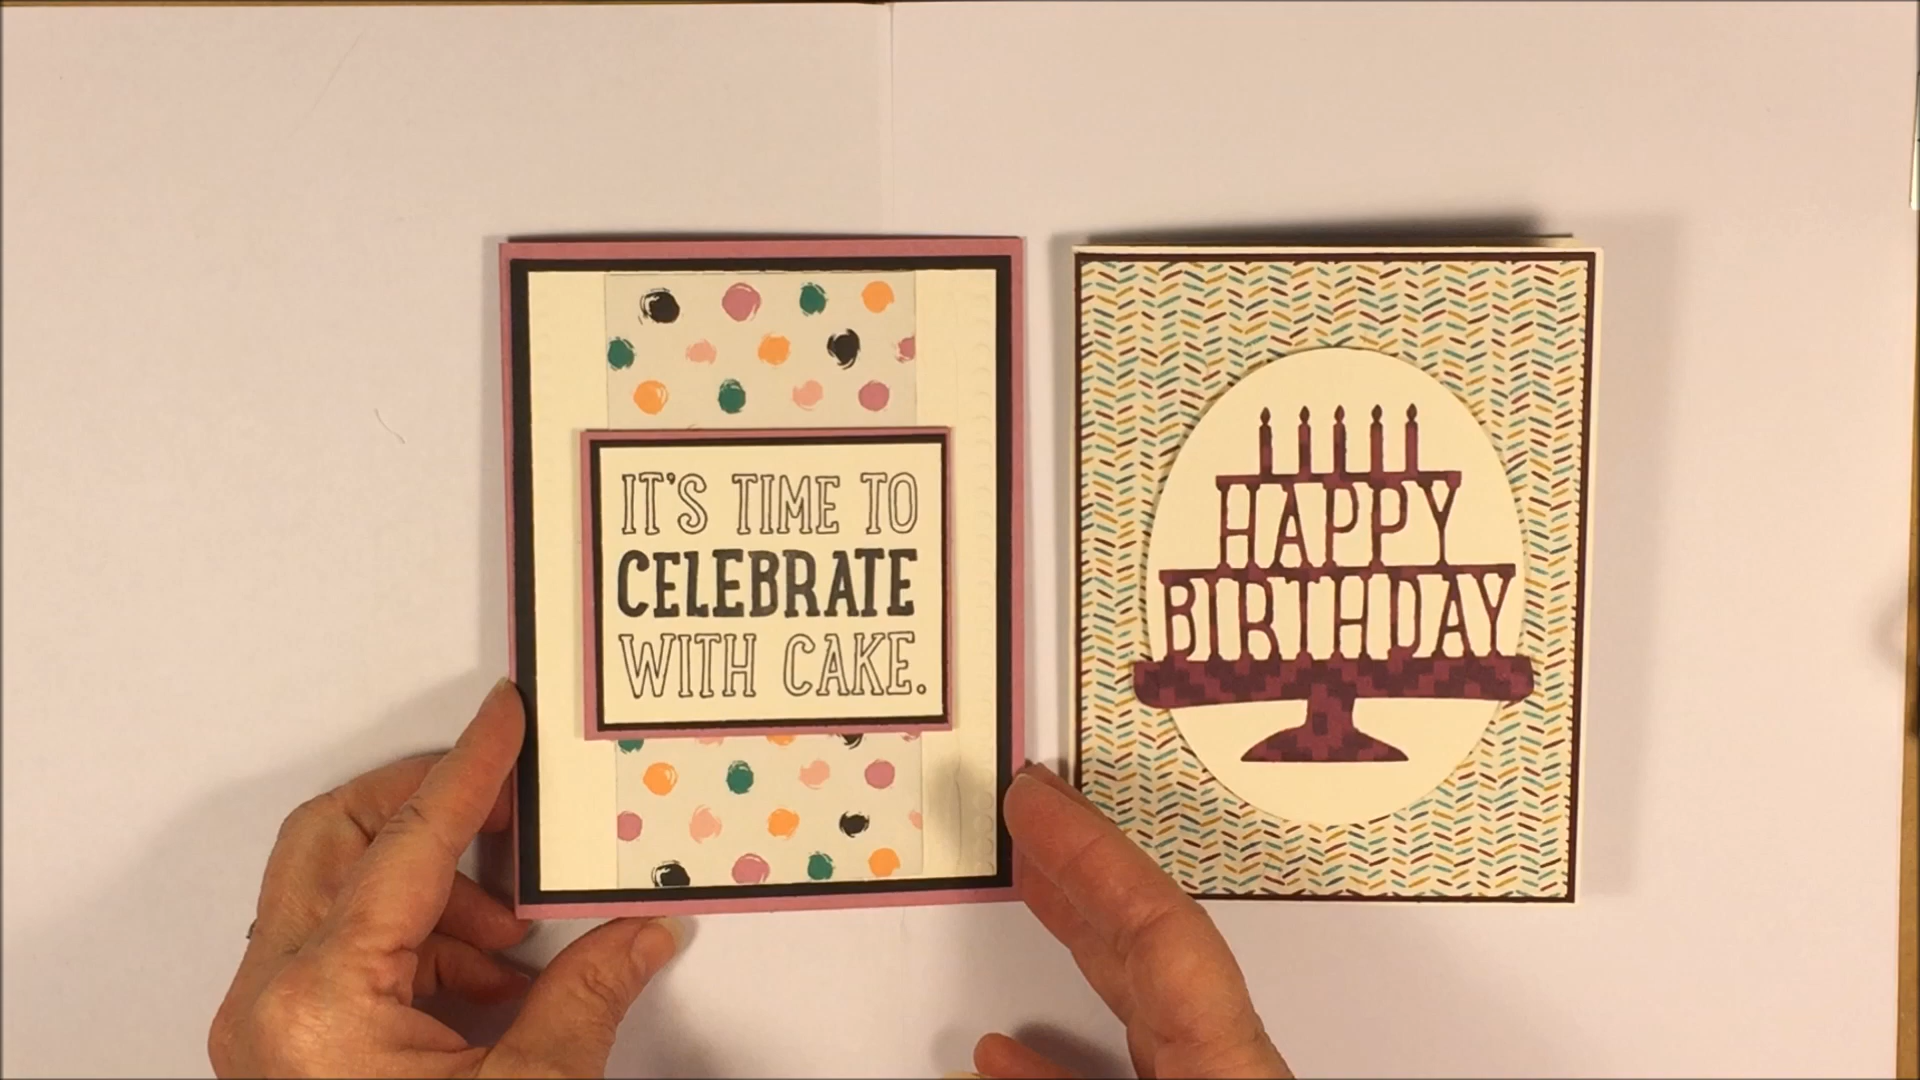 IT'S TIME TO
CELEBRATE
WITH CAKE.
HAPPY
BIRTHDAY